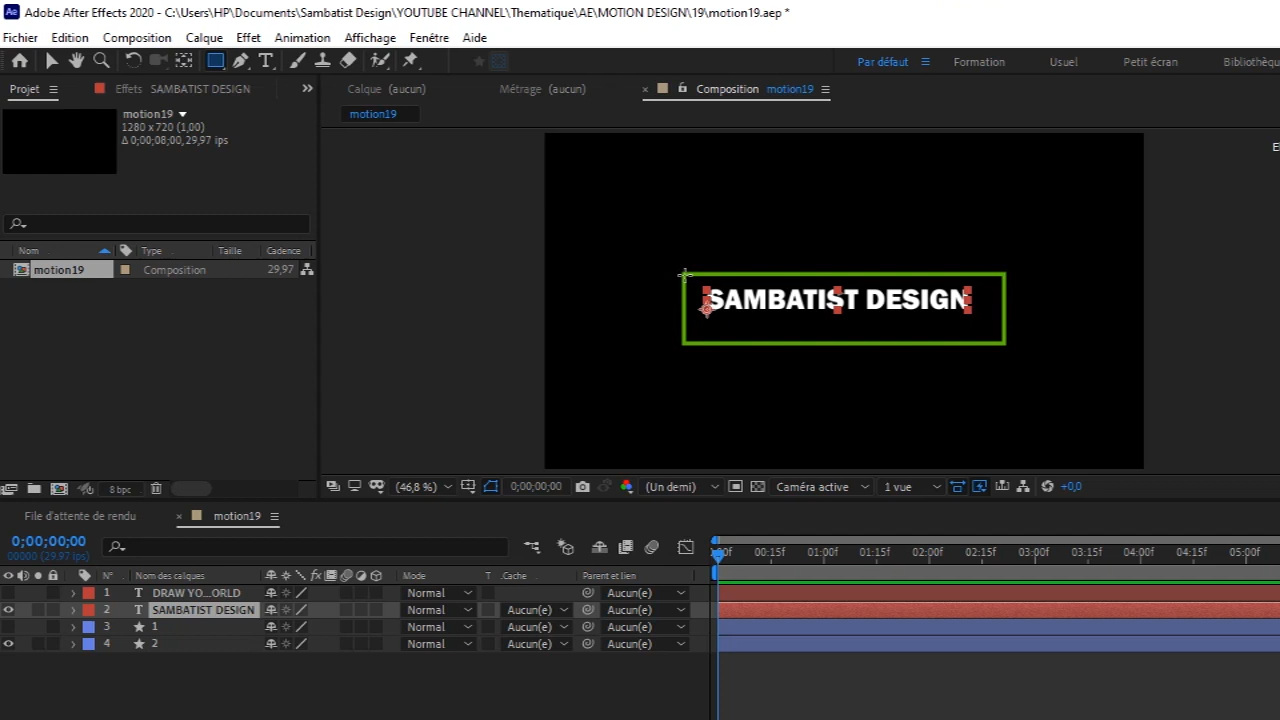 Adobe After Effects 2020 - C:\Users\HP\Documents\Sambatist Design\YOUTUBE CHANNEL\Thematique\AE\MOTION DESIGN\19\motion19.aep *
Fichier Edition Composition Calque Effet Animation Affichage Fenêtre Aide
Par défaut Formation Usuel Petit écran Bibliothèqu
Projet Effets SAMBATIST DESIGN Calque (aucun) Métrage (aucun) Composition motion19
motion19
motion19
1280 x 720 (1,00)
Δ 0;00;08;00, 29,97 ips
SAMBATIST DESIGN
Nom Type Taille Cadence
motion19 Composition 29,97
8 bpc
(46,8 %) 0;00;00;00 (Un demi) Caméra active 1 vue +0,0
File d'attente de rendu motion19
0;00;00;00
00000 (29.97 ips)
:00f 00:15f 01:00f 01:15f 02:00f 02:15f 03:00f 03:15f 04:00f 04:15f 05:00f
N° Nom des calques Mode T .Cache Parent et lien
1 T DRAW YO...ORLD Normal Aucun(e)
2 T SAMBATIST DESIGN Normal Aucun(e) Aucun(e)
3 1 Normal Aucun(e) Aucun(e)
4 2 Normal Aucun(e) Aucun(e)